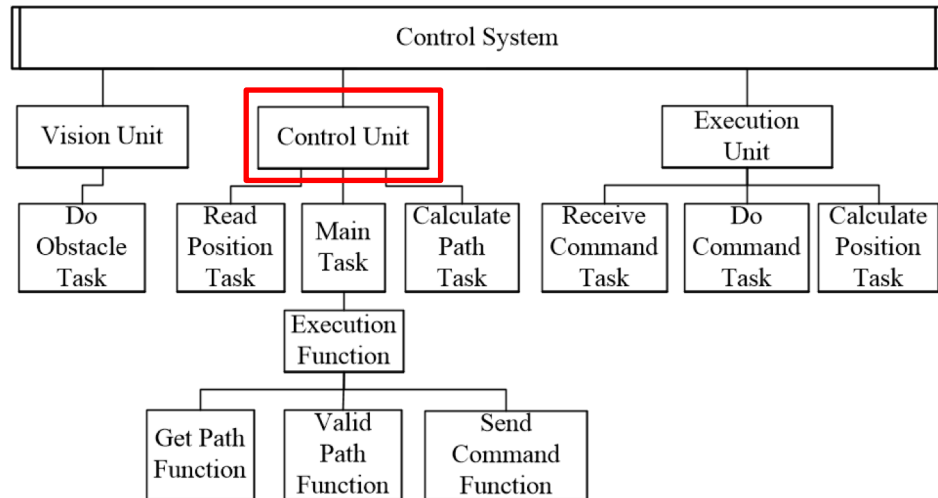 Control System
Vision Unit
Control Unit
Execution
Unit
Do
Obstacle
Task
Read
Position
Task
Main
Task
Calculate
Path
Task
Receive
Command
Task
Do
Command
Task
Calculate
Position
Task
Execution
Function
Get Path
Function
Valid
Path
Function
Send
Command
Function